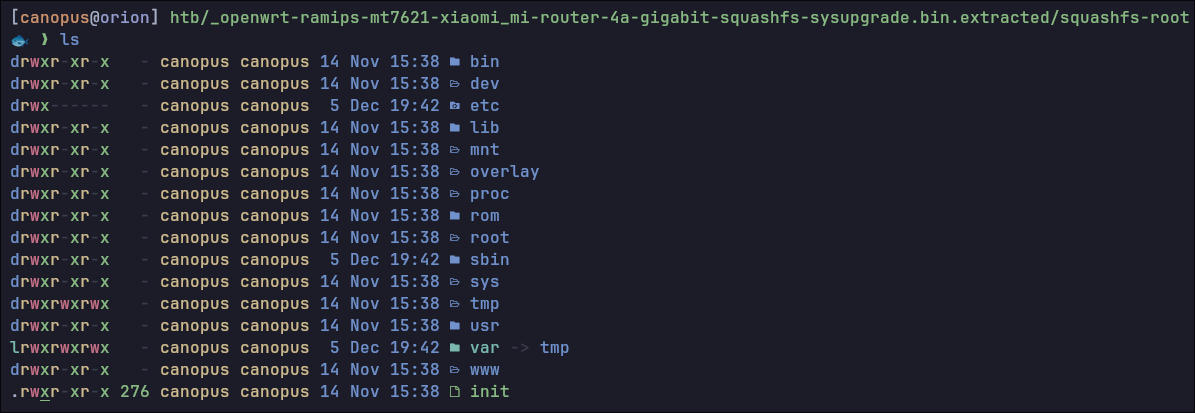 [canopus@orion] htb/_openwrt-ramips-mt7621-xiaomi_mi-router-4a-gigabit-squashfs-sysupgrade.bin.extracted/squashfs-root
🐟 ❱ ls
drwxr-xr-x - canopus canopus 14 Nov 15:38 bin
drwxr-xr-x - canopus canopus 14 Nov 15:38 dev
drwx------ - canopus canopus 5 Dec 19:42 etc
drwxr-xr-x - canopus canopus 14 Nov 15:38 lib
drwxr-xr-x - canopus canopus 14 Nov 15:38 mnt
drwxr-xr-x - canopus canopus 14 Nov 15:38 overlay
drwxr-xr-x - canopus canopus 14 Nov 15:38 proc
drwxr-xr-x - canopus canopus 14 Nov 15:38 rom
drwxr-xr-x - canopus canopus 14 Nov 15:38 root
drwxr-xr-x - canopus canopus 5 Dec 19:42 sbin
drwxr-xr-x - canopus canopus 14 Nov 15:38 sys
drwxrwxrwx - canopus canopus 14 Nov 15:38 tmp
drwxr-xr-x - canopus canopus 14 Nov 15:38 usr
lrwxrwxrwx - canopus canopus 5 Dec 19:42 var -> tmp
drwxr-xr-x - canopus canopus 14 Nov 15:38 www
.rwxr-xr-x 276 canopus canopus 14 Nov 15:38 init